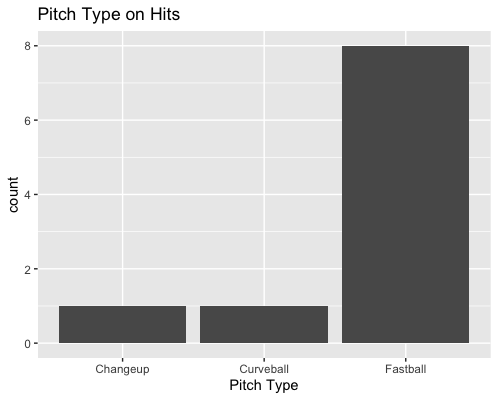 Pitch Type on Hits
8
6
4
2
0
count
Changeup Curveball Fastball
Pitch Type